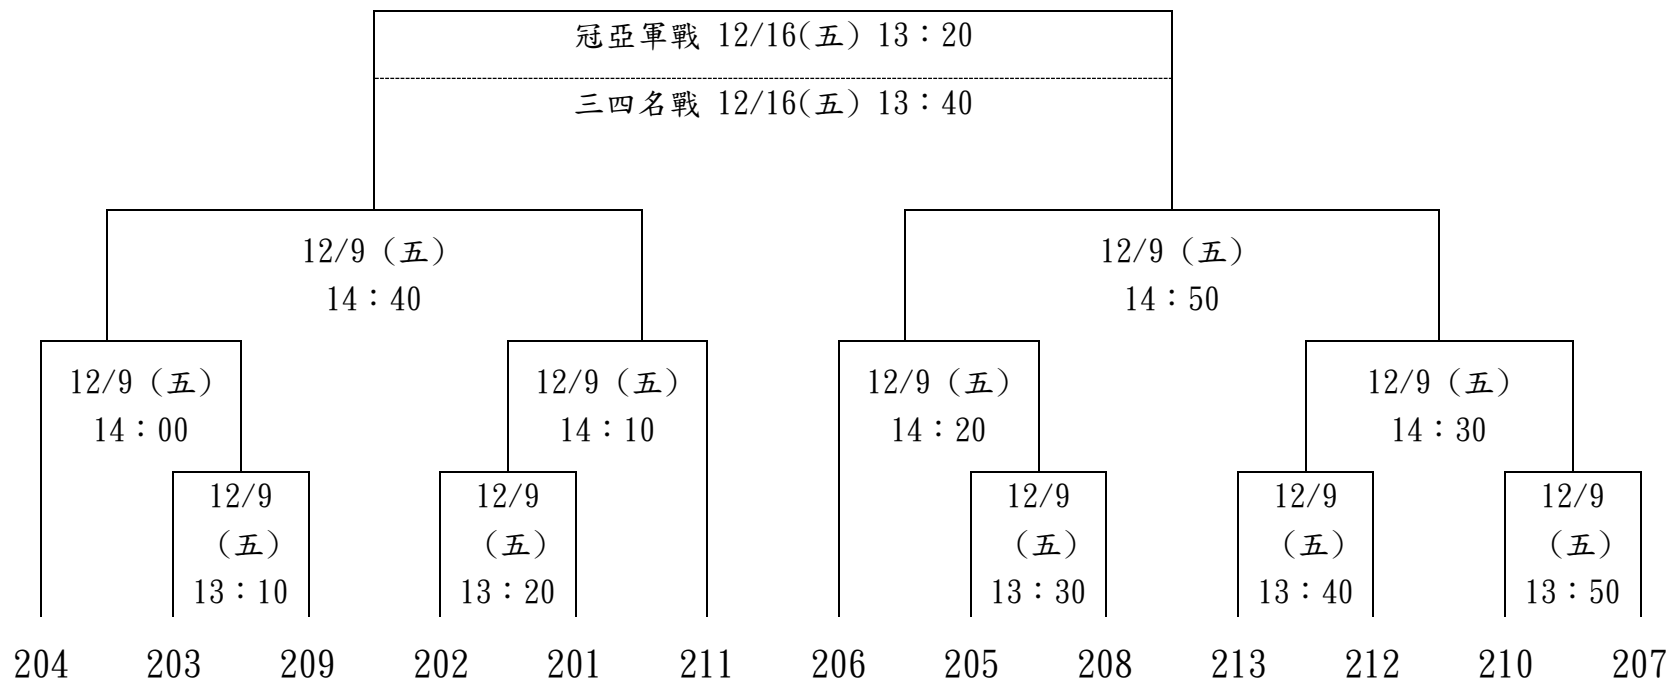 冠亞軍戰 12/16(五) 13：20
三四名戰 12/16(五) 13：40
12/9（五）
14：40
12/9（五）
14：50
12/9（五）
14：00
12/9（五）
14：10
12/9（五）
14：20
12/9（五）
14：30
12/9
（五）
13：10
12/9
（五）
13：20
12/9
（五）
13：30
12/9
（五）
13：40
12/9
（五）
13：50
204 203 209 202 201 211 206 205 208 213 212 210 207